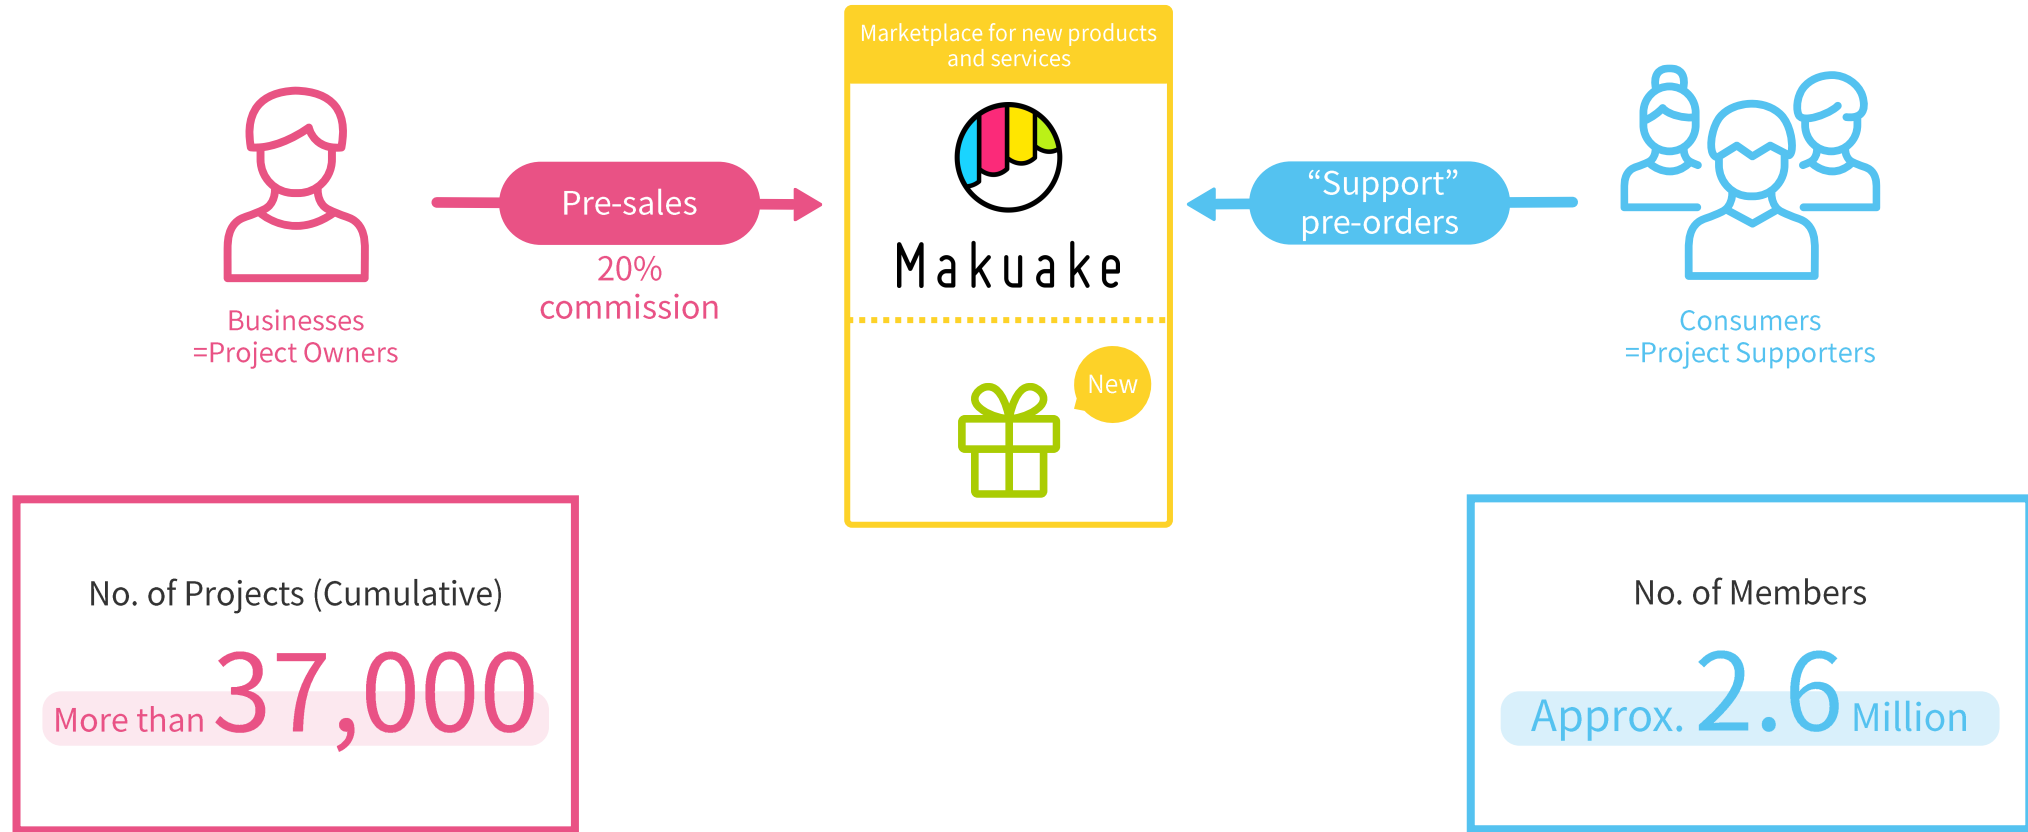 Marketplace for new products
and services
Makuake
New
Pre-sales
20%
commission
Businesses
=Project Owners
“Support”
pre-orders
Consumers
=Project Supporters
No. of Projects (Cumulative)
More than 37,000
No. of Members
Approx. 2.6 Million